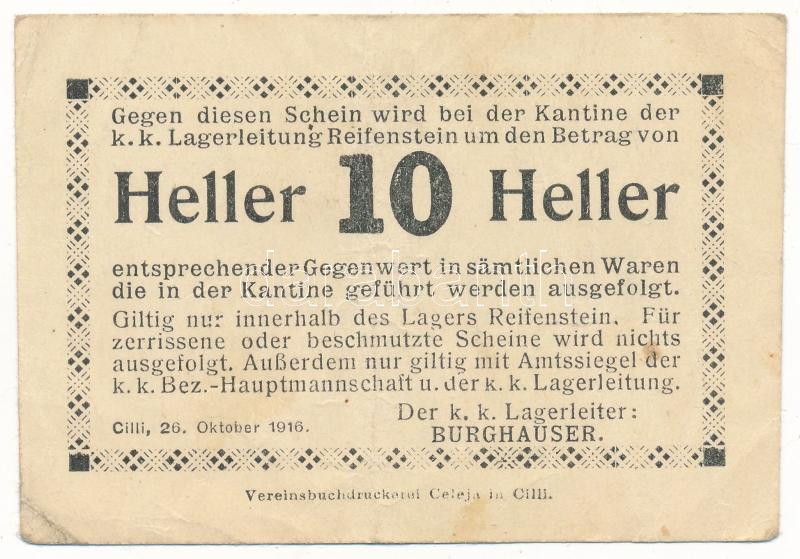 Gegen diesen Schein wird bei der Kantine der
k. k. Lagerleitung Reifenstein um den Betrag von
Heller 10 Heller
entsprechender Gegenwert in sämtlichen Waren
die in der Kantine geführt werden ausgefolgt.
Giltig nur innerhalb des Lagers Reifenstein. Für
zerrissene oder beschmutzte Scheine wird nichts
ausgefolgt. Außerdem nur giltig mit Amtssiegel der
k. k. Bez.-Hauptmannschaft u. der k. k. Lagerleitung.
Der k. k. Lagerleiter:
Cilli, 26. Oktober 1916.
BURGHAUSER.
Vereinsbuchdruckerei Celeja in Cilli.
darabanth